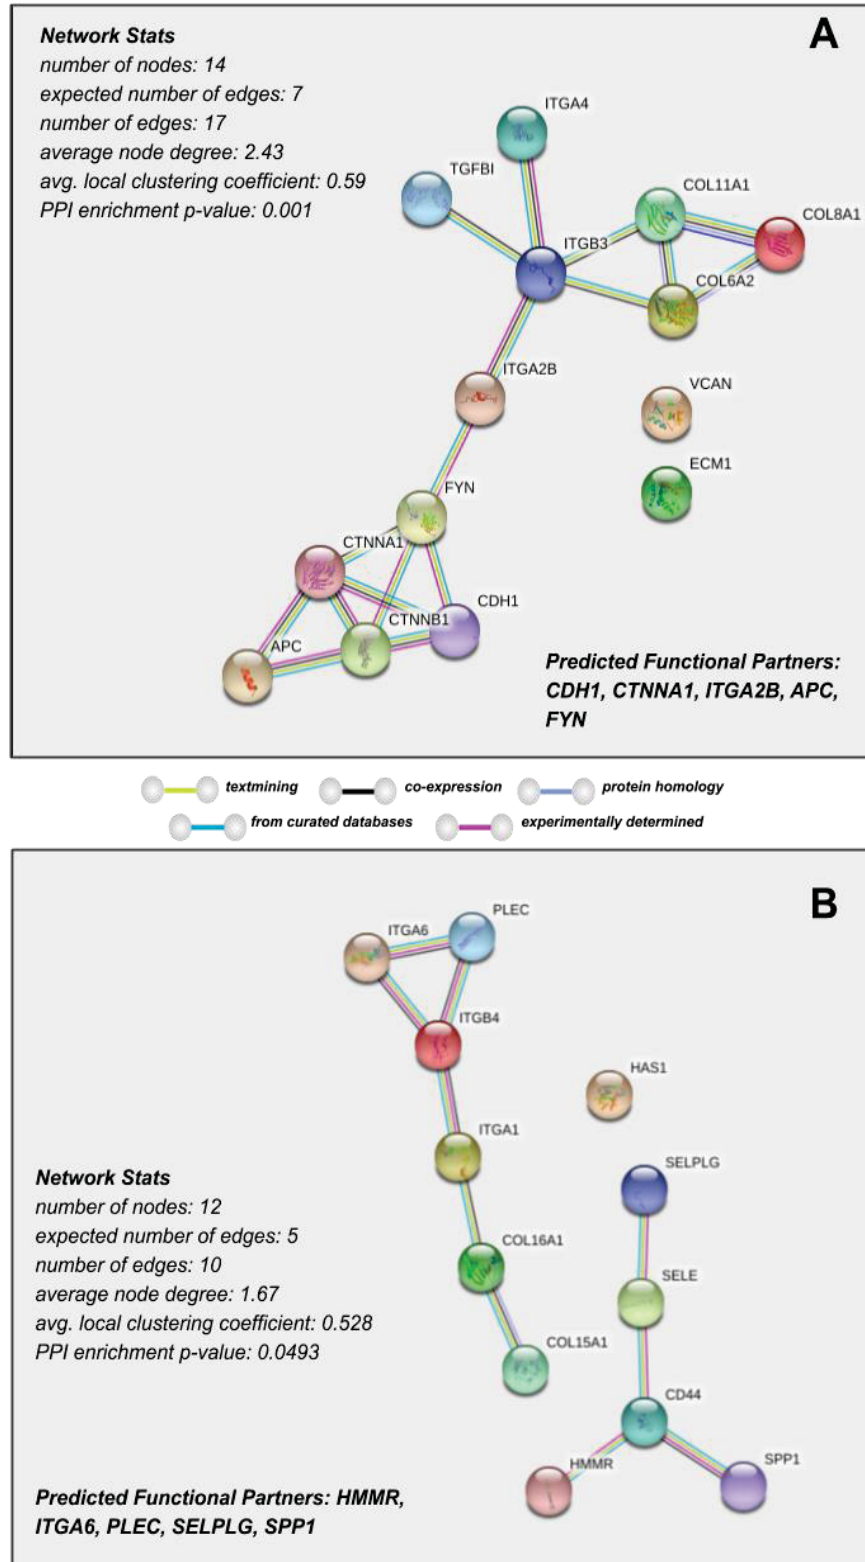 Network Stats
A
number of nodes: 14
expected number of edges: 7
number of edges: 17
average node degree: 2.43
avg. local clustering coefficient: 0.59
PPI enrichment p-value: 0.001
ITGA4
TGFBI
COL11A1
COL8A1
ITGB3
COL6A2
ITGA2B
VCAN
ECM1
FYN
CTNNA1
CDH1
CTNNB1
APC
Predicted Functional Partners:
CDH1, CTNNA1, ITGA2B, APC,
FYN
textmining
co-expression
protein homology
from curated databases
experimentally determined
B
PLEC
ITGA6
ITGB4
HAS1
ITGA1
SELPLG
Network Stats
number of nodes: 12
expected number of edges: 5
number of edges: 10
average node degree: 1.67
avg. local clustering coefficient: 0.528
PPI enrichment p-value: 0.0493
COL16A1
SELE
COL15A1
CD44
HMMR
SPP1
Predicted Functional Partners: HMMR,
ITGA6, PLEC, SELPLG, SPP1